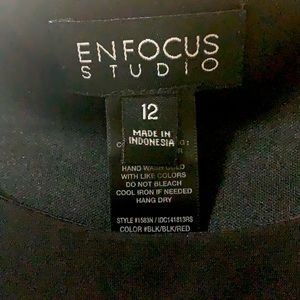 ENFOCUS
STUDIO
12
MADE IN
INDONESIA
HAND WASH COLD
WITH LIKE COLORS
DO NOT BLEACH
COOL IRON IF NEEDED
HANG DRY
STYLE #1583N / IDC141813RS
COLOR #BLK/BLK/RED